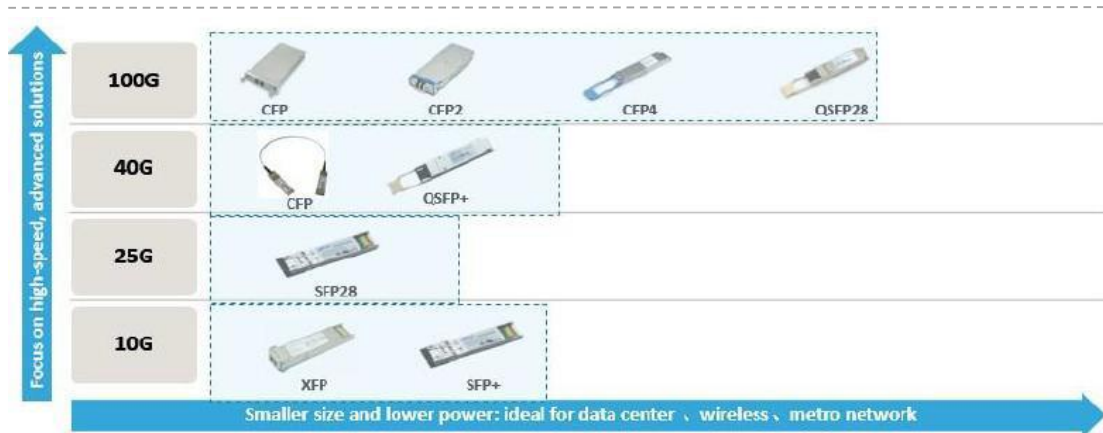 Focus on high-speed, advanced solutions
100G
CFP
CFP2
CFP4
QSFP28
40G
CFP
QSFP+
25G
SFP28
10G
XFP
SFP+
Smaller size and lower power: ideal for data center 、wireless、metro network